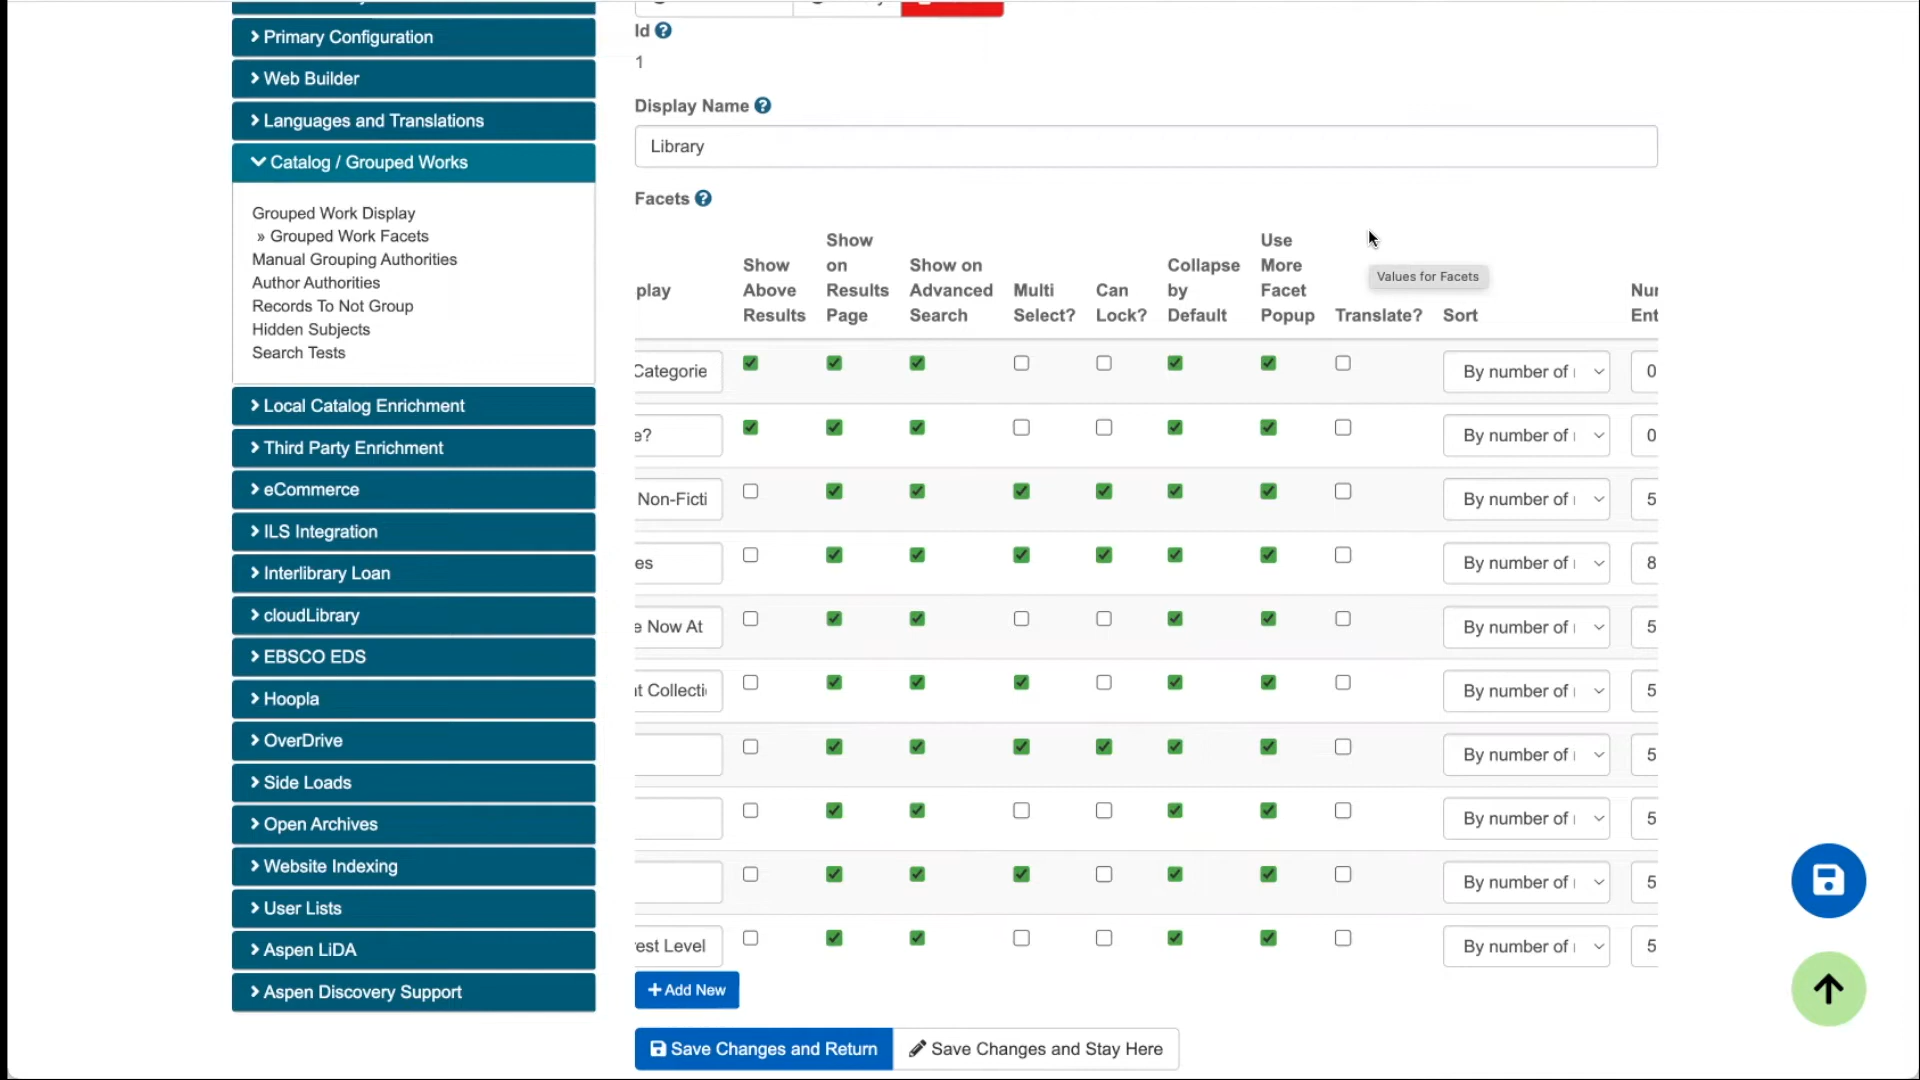 Primary Configuration
Web Builder
Languages and Translations
Catalog / Grouped Works
Grouped Work Display
» Grouped Work Facets
Manual Grouping Authorities
Author Authorities
Records To Not Group
Hidden Subjects
Search Tests
Local Catalog Enrichment
Third Party Enrichment
eCommerce
ILS Integration
Interlibrary Loan
cloudLibrary
EBSCO EDS
Hoopla
OverDrive
Side Loads
Open Archives
Website Indexing
User Lists
Aspen LiDA
Aspen Discovery Support
Id
1
Display Name
Library
Facets
play
Show Above Results
Show on Results Page
Show on Advanced Search
Multi Select?
Can Lock?
Collapse by Default
Use More Facet Popup
Translate?
Sort
Values for Facets
Categorie By number of 0
e? By number of 0
Non-Ficti By number of 5
es By number of 8
e Now At By number of 5
t Collecti By number of 5
By number of 5
By number of 5
By number of 5
est Level By number of 5
+ Add New
Save Changes and Return
Save Changes and Stay Here